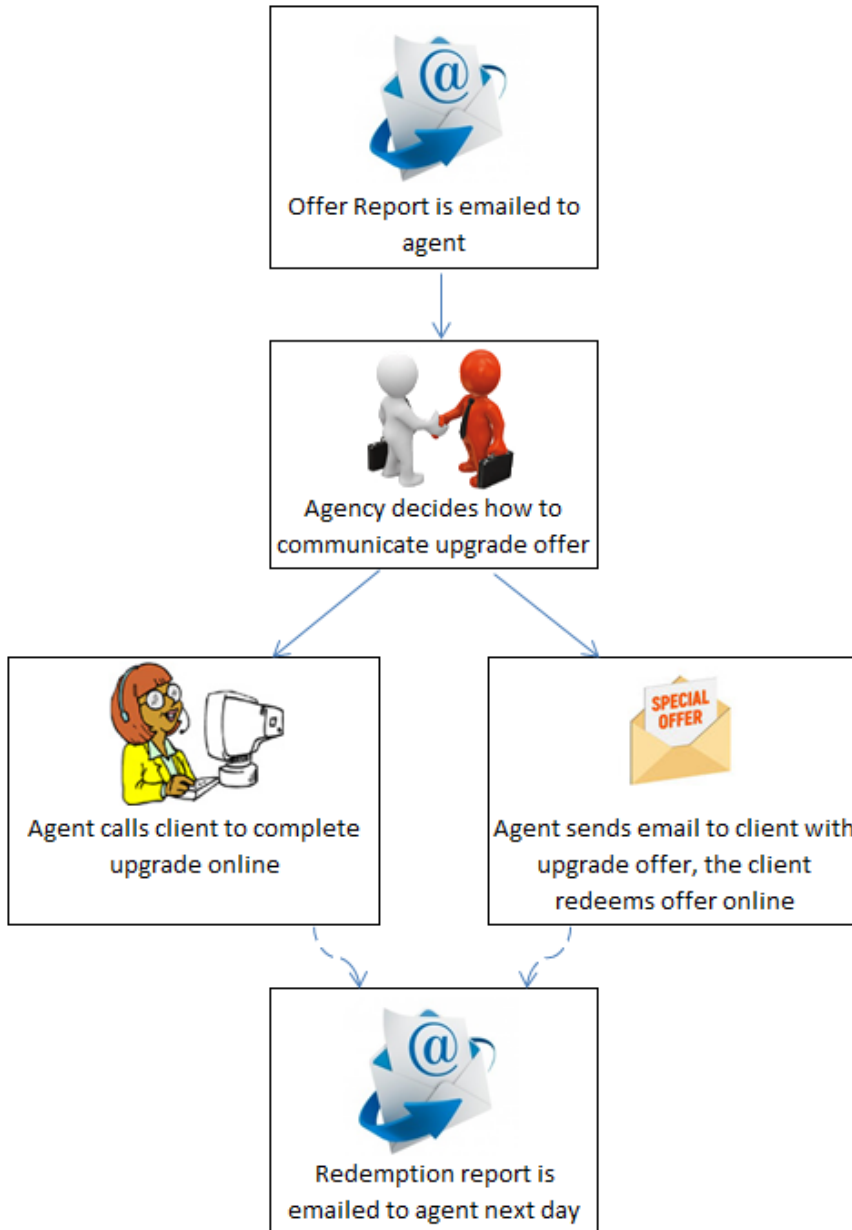 @
Offer Report is emailed to
agent
Agency decides how to
communicate upgrade offer
Agent calls client to complete
upgrade online
SPECIAL
OFFER
Agent sends email to client with
upgrade offer, the client
redeems offer online
@
Redemption report is
emailed to agent next day